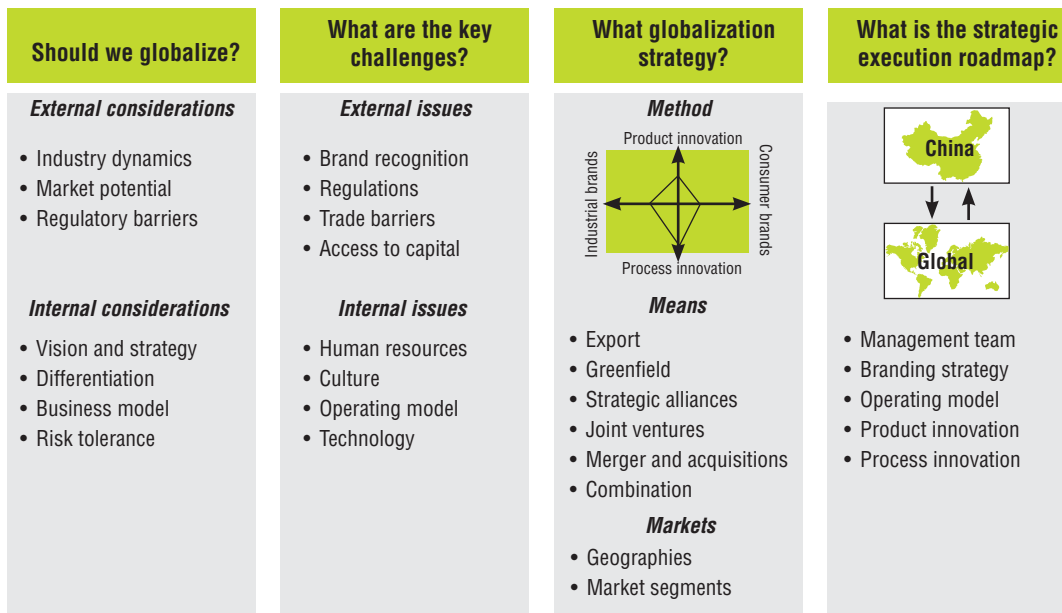 Should we globalize?
External considerations
• Industry dynamics
• Market potential
• Regulatory barriers
Internal considerations
• Vision and strategy
• Differentiation
• Business model
• Risk tolerance
What are the key
challenges?
External issues
• Brand recognition
• Regulations
• Trade barriers
• Access to capital
Internal issues
• Human resources
• Culture
• Operating model
• Technology
What globalization
strategy?
Method
Product innovation
Industrial brands
Consumer brands
Process innovation
Means
• Export
• Greenfield
• Strategic alliances
• Joint ventures
• Merger and acquisitions
• Combination
Markets
• Geographies
• Market segments
What is the strategic
execution roadmap?
China
Global
• Management team
• Branding strategy
• Operating model
• Product innovation
• Process innovation